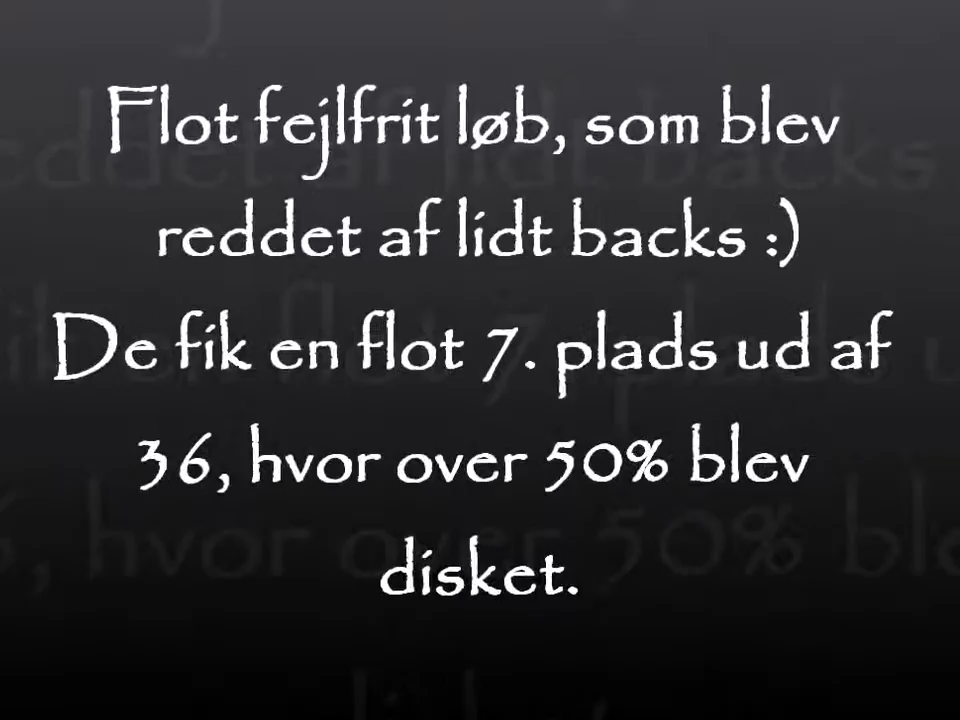 Flot fejlfrit løb, som blev
reddet af lidt backs :)
De fik en flot 7. plads ud af
36, hvor over 50% blev
disket.